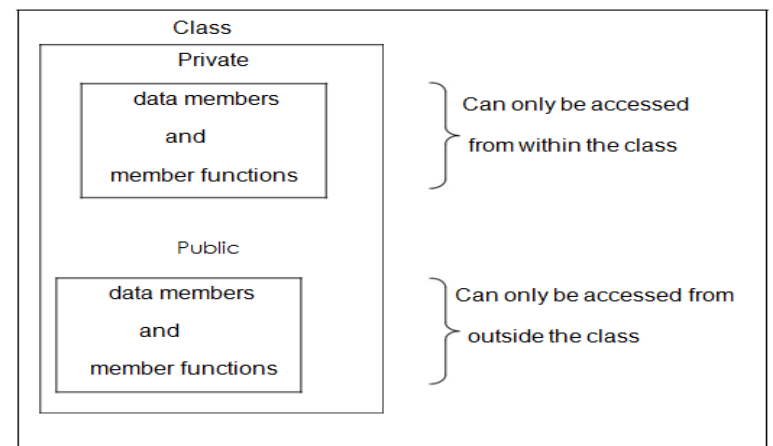 Class
Private
data members
and
member functions
Can only be accessed
from within the class
Public
data members
and
member functions
Can only be accessed from
outside the class